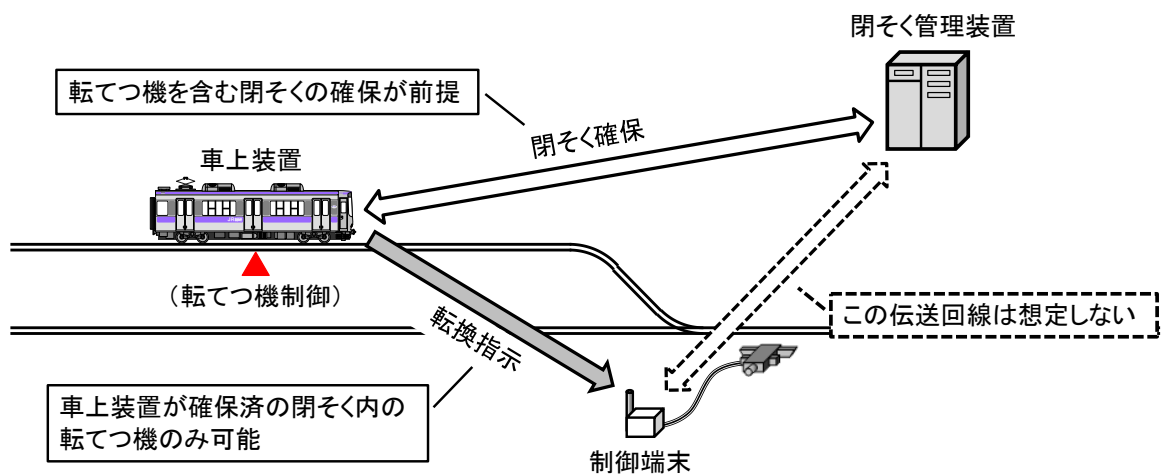 閉そく管理装置
転てつ機を含む閉そくの確保が前提
閉そく確保
車上装置
(転てつ機制御)
この伝送回線は想定しない
転換指示
車上装置が確保済の閉そく内の
転てつ機のみ可能
制御端末